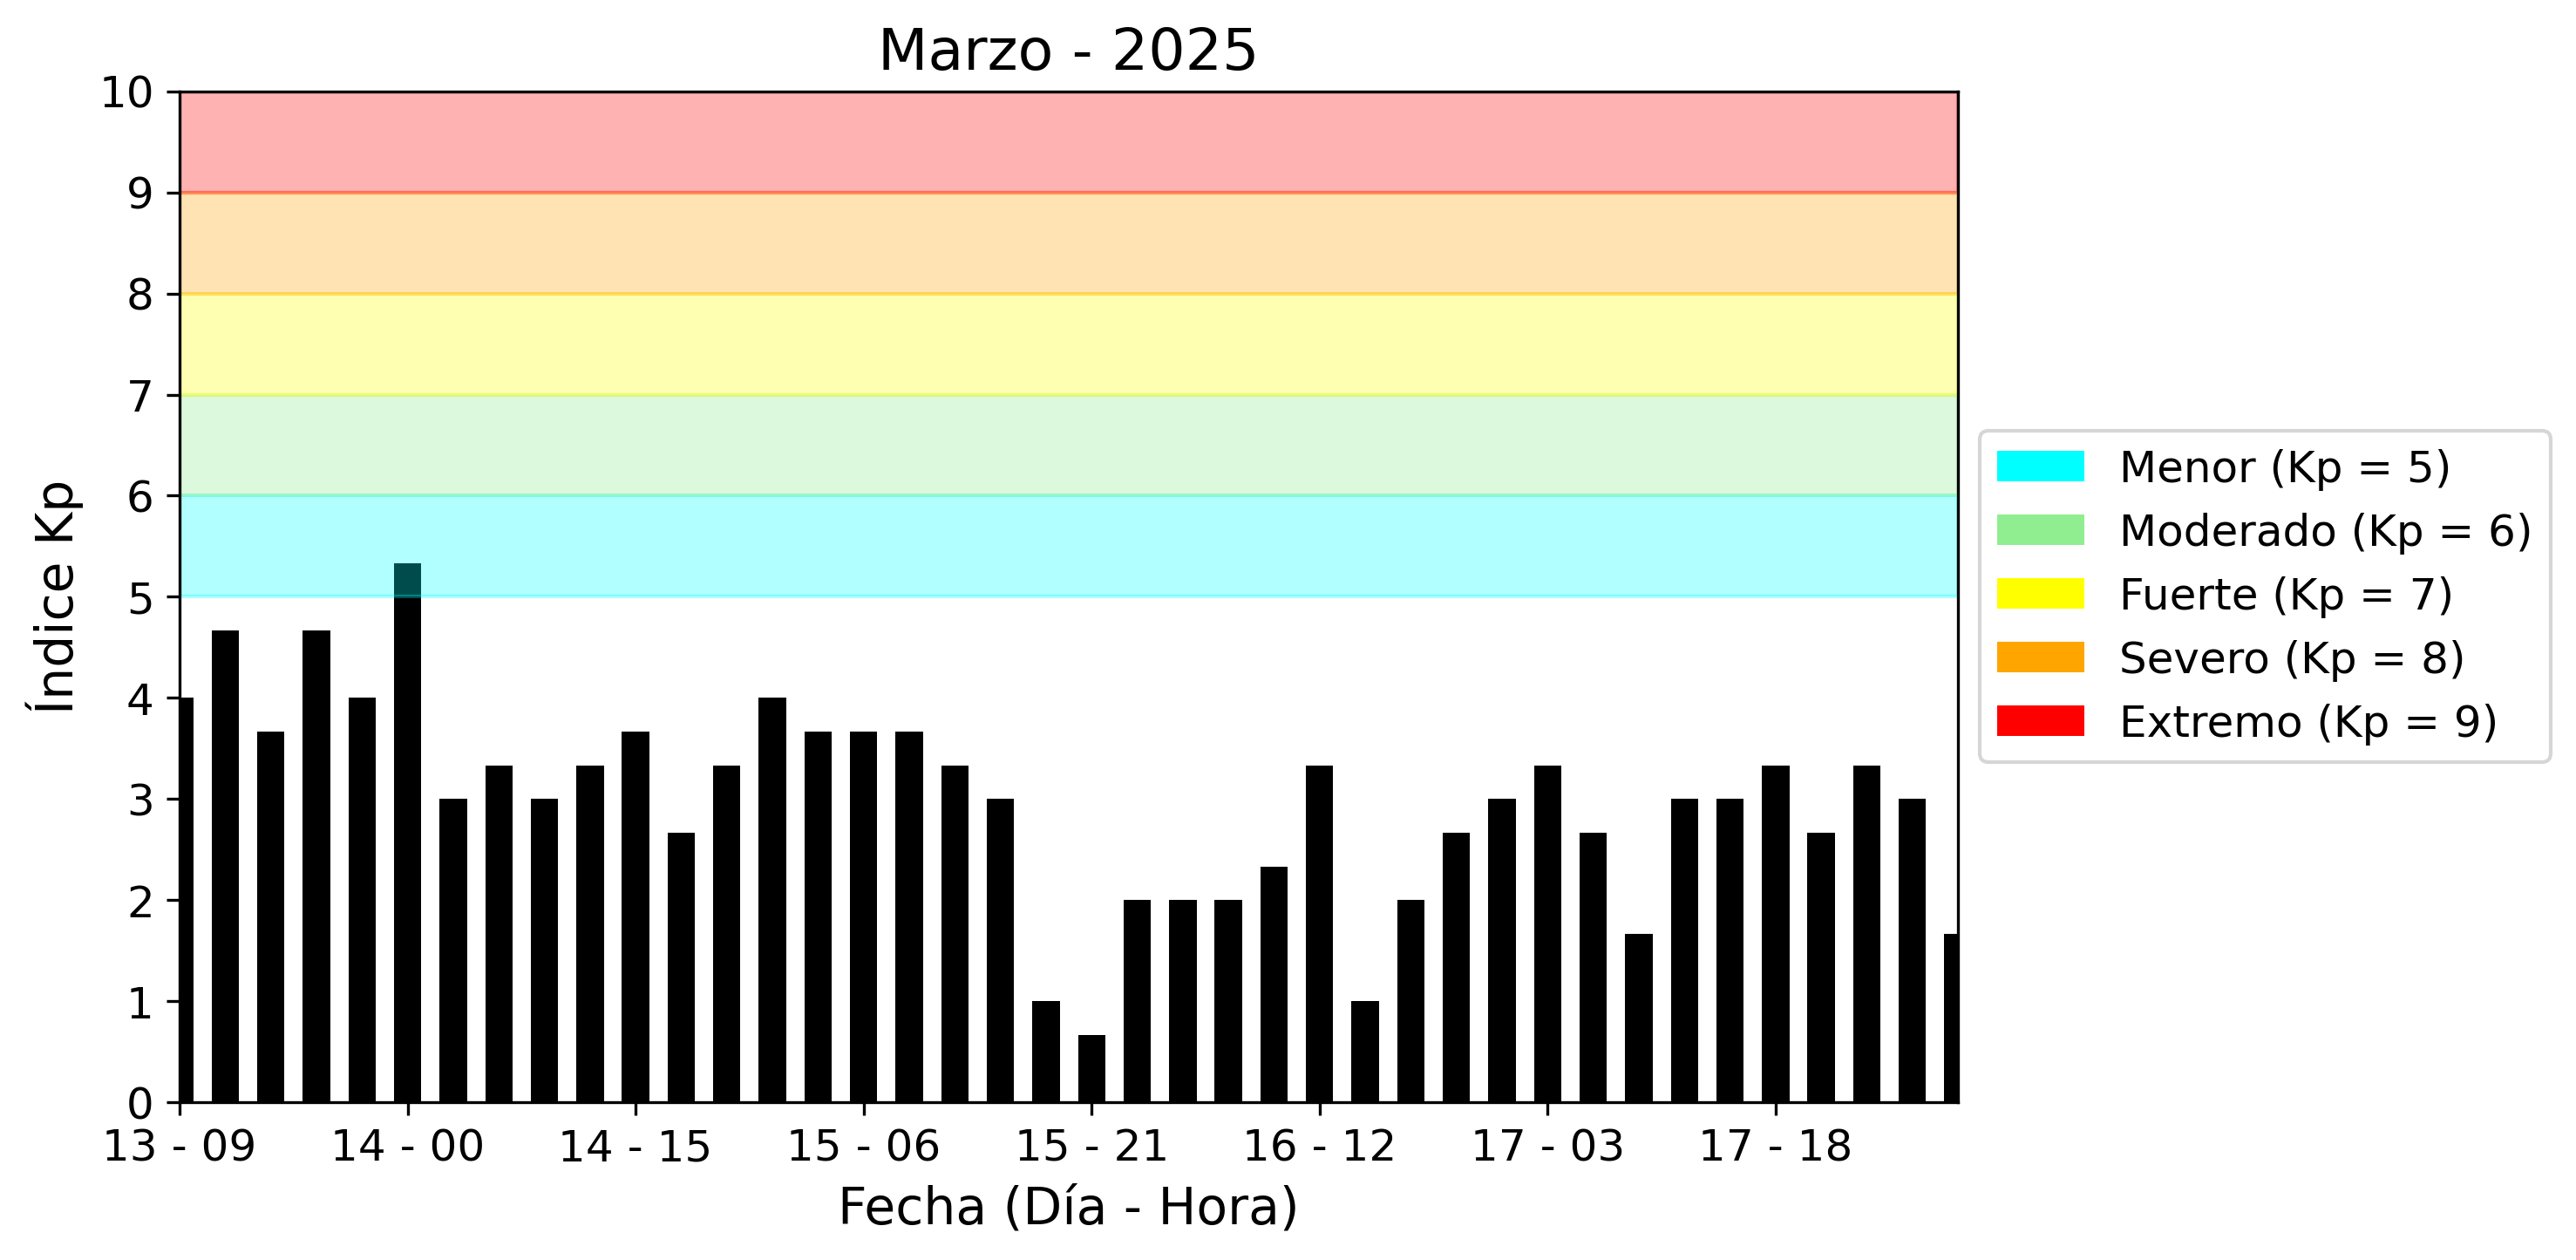 Marzo - 2025
10
9
8
7
6
5
4
3
2
1
0
Índice Kp
13 - 09
14 - 00
14 - 15
15 - 06
15 - 21
16 - 12
17 - 03
17 - 18
Fecha (Día - Hora)
Menor (Kp = 5)
Moderado (Kp = 6)
Fuerte (Kp = 7)
Severo (Kp = 8)
Extremo (Kp = 9)